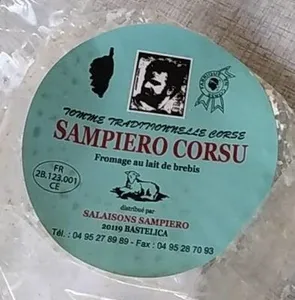 TOMME TRADITIONNELLE CORSE
SAMPIERO CORSU
Fromage au lait de brebis
FR
2B.123.001
CE
distribué par
SALAISONS SAMPIERO
20119 BASTELICA
Tél. : 04 95 27 89 89 - Fax : 04 95 28 70 93